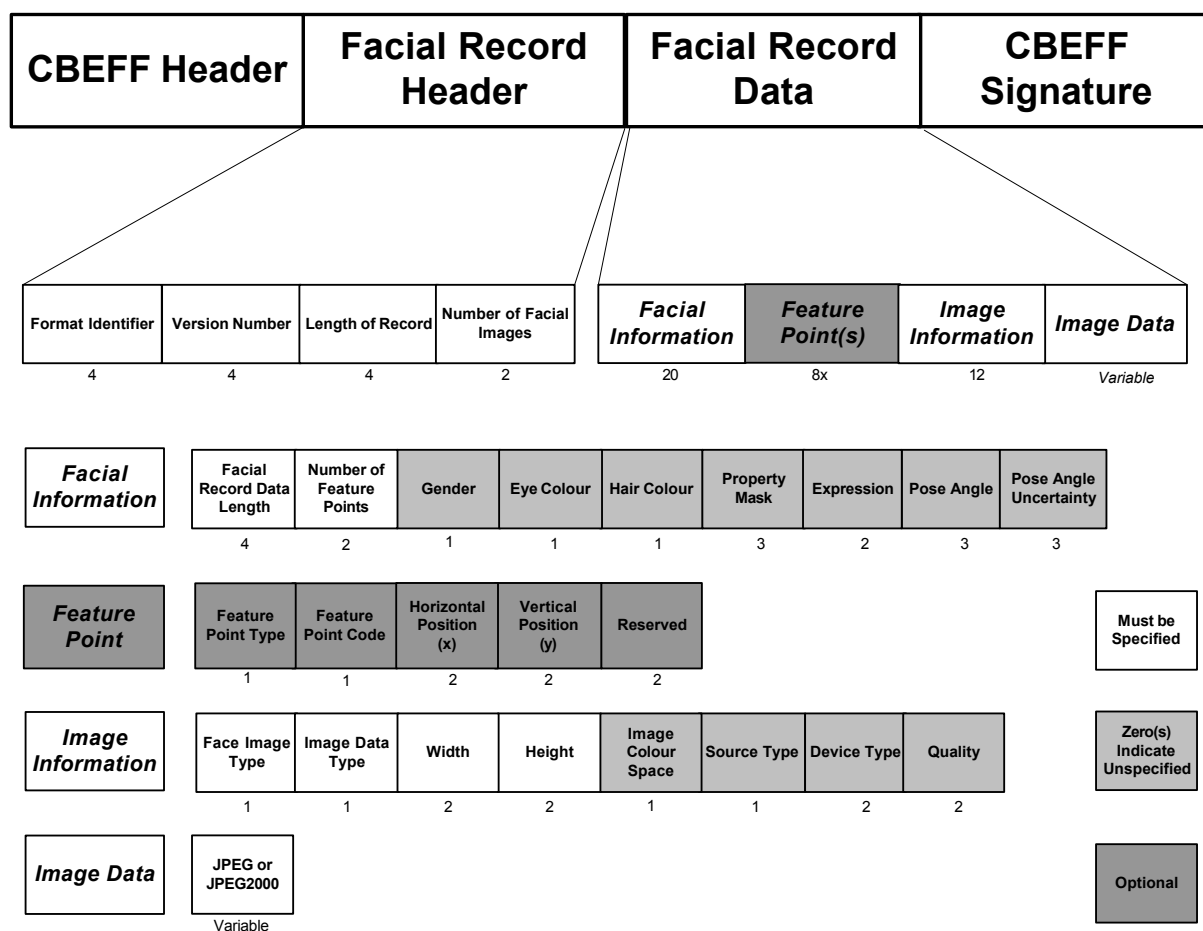 CBEFF Header
Facial Record
Header
Facial Record
Data
CBEFF
Signature
Format Identifier
Version Number
Length of Record
Number of Facial
Images
Facial
Information
Feature
Point(s)
Image
Information
Image Data
4
4
4
2
20
8x
12
Variable
Facial
Information
Facial
Record Data
Length
Number of
Feature
Points
Gender
Eye Colour
Hair Colour
Property
Mask
Expression
Pose Angle
Pose Angle
Uncertainty
4
2
1
1
1
3
2
3
3
Feature
Point
Feature
Point Type
Feature
Point Code
Horizontal
Position
(x)
Vertical
Position
(y)
Reserved
1
1
2
2
2
Must be
Specified
Image
Information
Face Image
Type
Image Data
Type
Width
Height
Image
Colour
Space
Source Type
Device Type
Quality
1
1
2
2
1
1
2
2
Zero(s)
Indicate
Unspecified
Image Data
JPEG or
JPEG2000
Variable
Optional